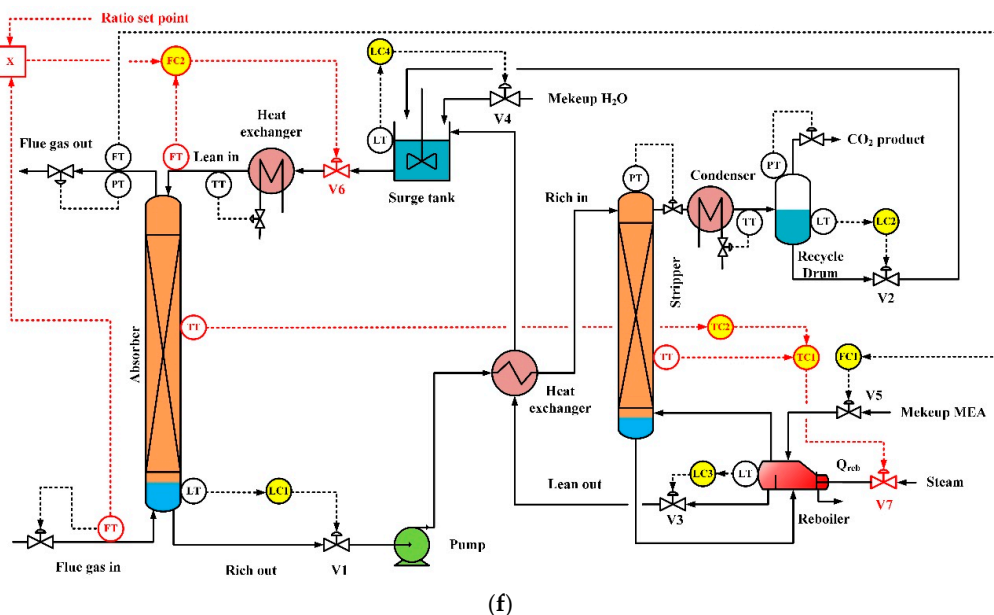 Ratio set point
X
FC2
LC4
Mekeup H₂O
V4
Heat
exchanger
Flue gas out
FT
PT
FT
Lean in
TT
V6
LT
Surge tank
PT
CO₂ product
PT
Condenser
Rich in
TT
LT
LC2
Recycle
Drum
V2
Stripper
Absorber
TT
TC2
TT
TC1
FC1
Heat
exchanger
V5
Mekeup MEA
LT
LC1
Lean out
LC3
LT
Qreb
Steam
V3
Reboiler
V7
FT
Pump
Flue gas in
Rich out
V1
(f)